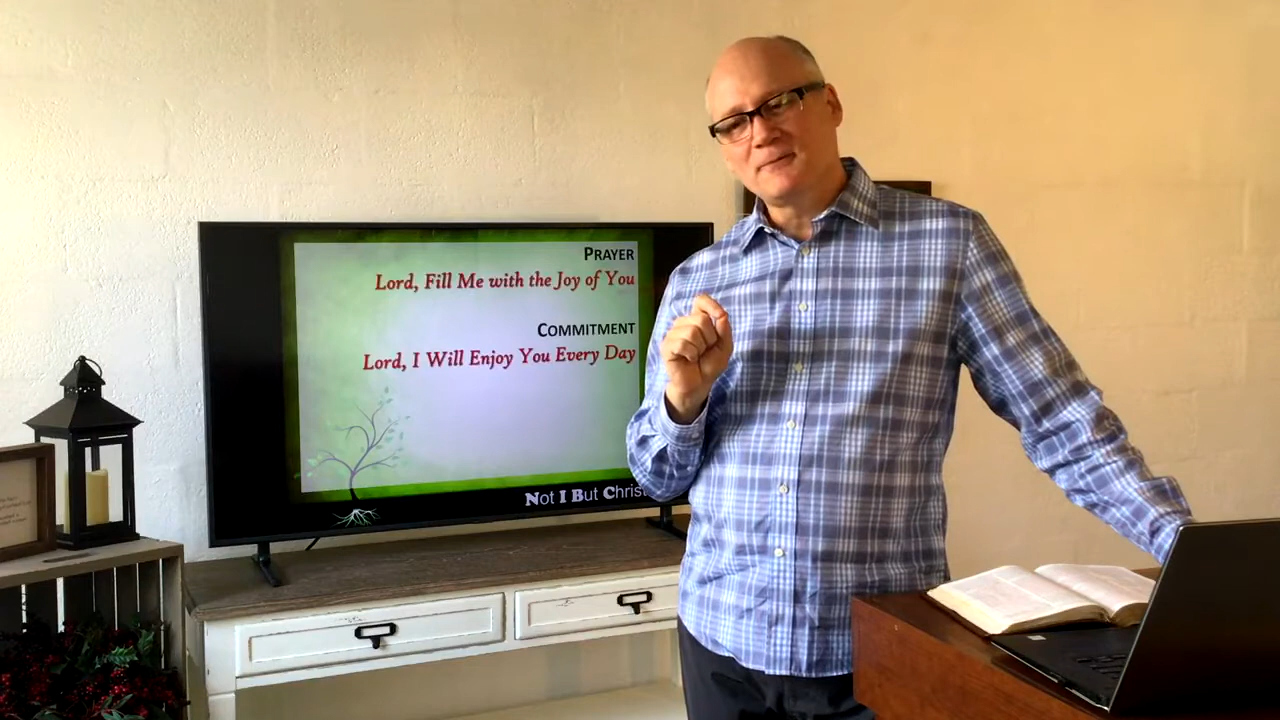 PRAYER
Lord, Fill Me with the Joy of You
COMMITMENT
Lord, I Will Enjoy You Every Day
Not I But Christ